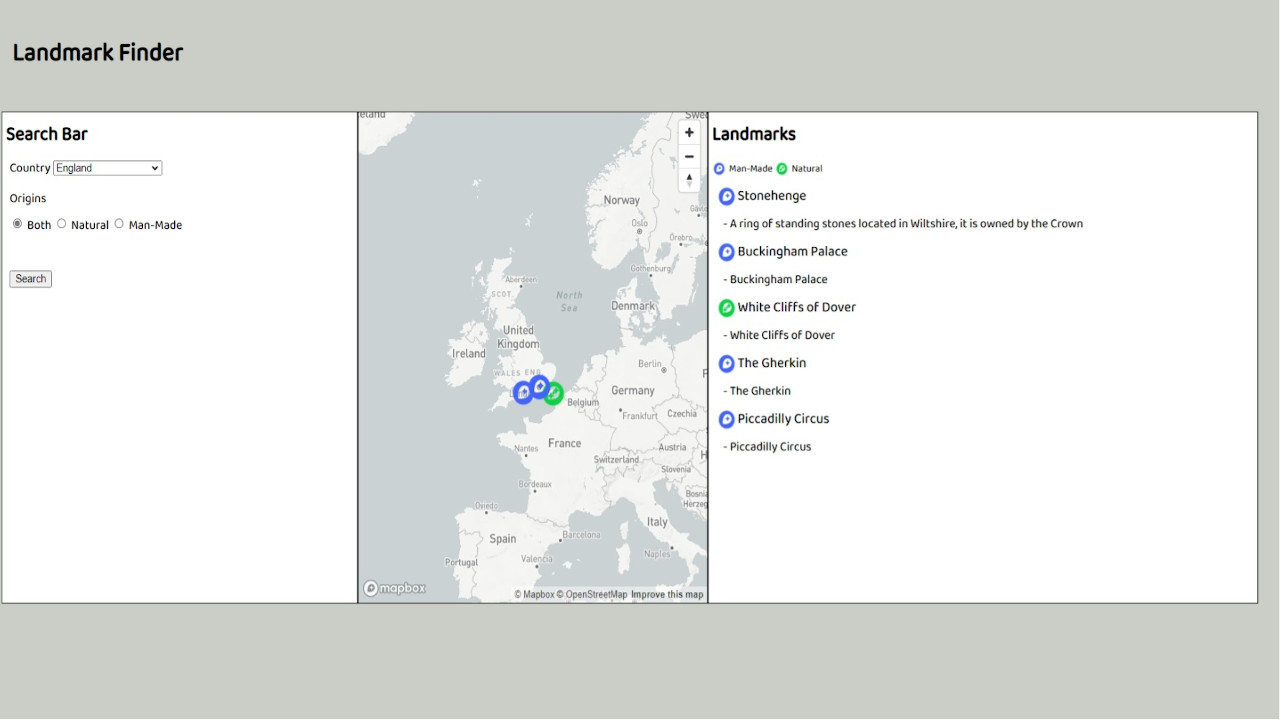 Landmark Finder
Search Bar
Country England
Origins
Both Natural Man-Made
Search
eland
Swe
+
−
Norway
Oslo
Gävl
Örebro
Gothenburg
Aberdeen
SCOT.
North
Sea
Denmark
United
Kingdom
Ireland
Berlin
WALES ENG.
Germany
Belgium
Frankfurt
Czechia
France
Austria
Nantes
Switzerland
Slovenia
Bordeaux
Bosnia
Herzeg
Oviedo
Italy
Spain
Barcelona
Naples
Portugal
Valencia
mapbox
© Mapbox © OpenStreetMap Improve this map
Landmarks
Man-Made Natural
Stonehenge
- A ring of standing stones located in Wiltshire, it is owned by the Crown
Buckingham Palace
- Buckingham Palace
White Cliffs of Dover
- White Cliffs of Dover
The Gherkin
- The Gherkin
Piccadilly Circus
- Piccadilly Circus